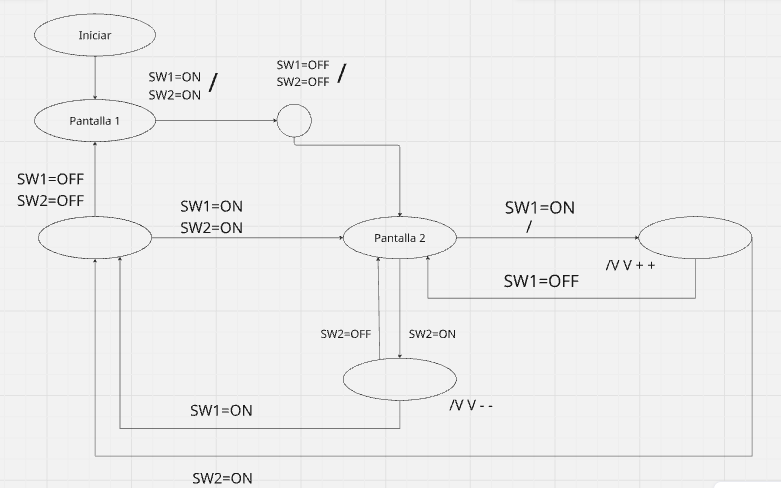 Iniciar
SW1=ON
SW2=ON
/
SW1=OFF
SW2=OFF
/
Pantalla 1
SW1=OFF
SW2=OFF
SW1=ON
SW2=ON
Pantalla 2
SW1=ON
/
/V V + +
SW1=OFF
SW2=OFF
SW2=ON
/V V - -
SW1=ON
SW2=ON